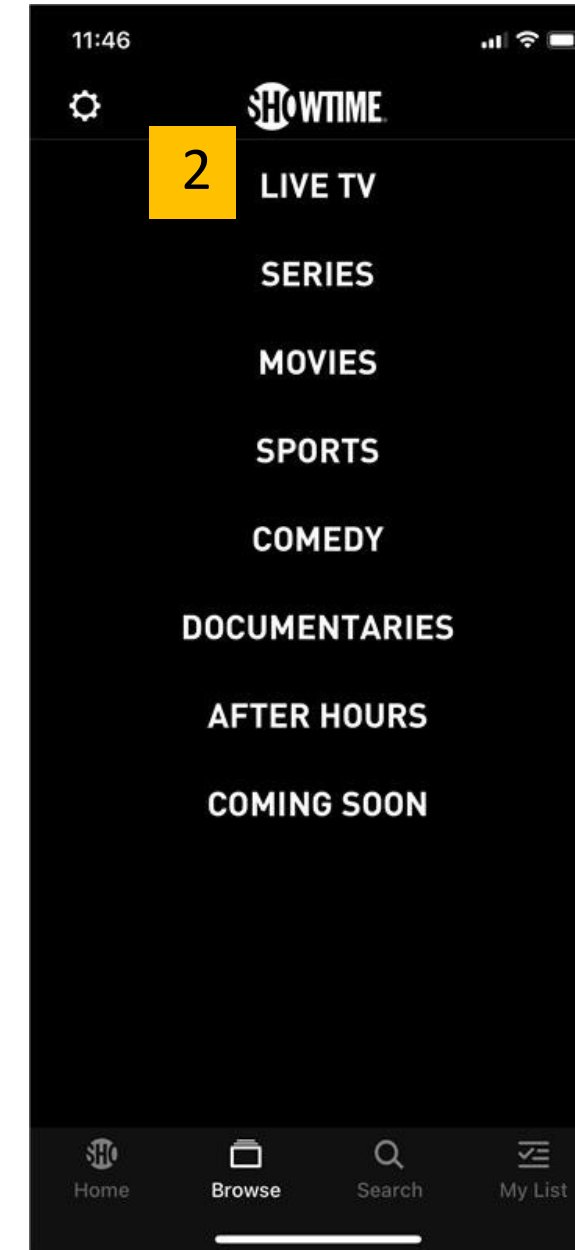 11:46
SHOWTIME
2
LIVE TV
SERIES
MOVIES
SPORTS
COMEDY
DOCUMENTARIES
AFTER HOURS
COMING SOON
SHO
Home Browse Search My List